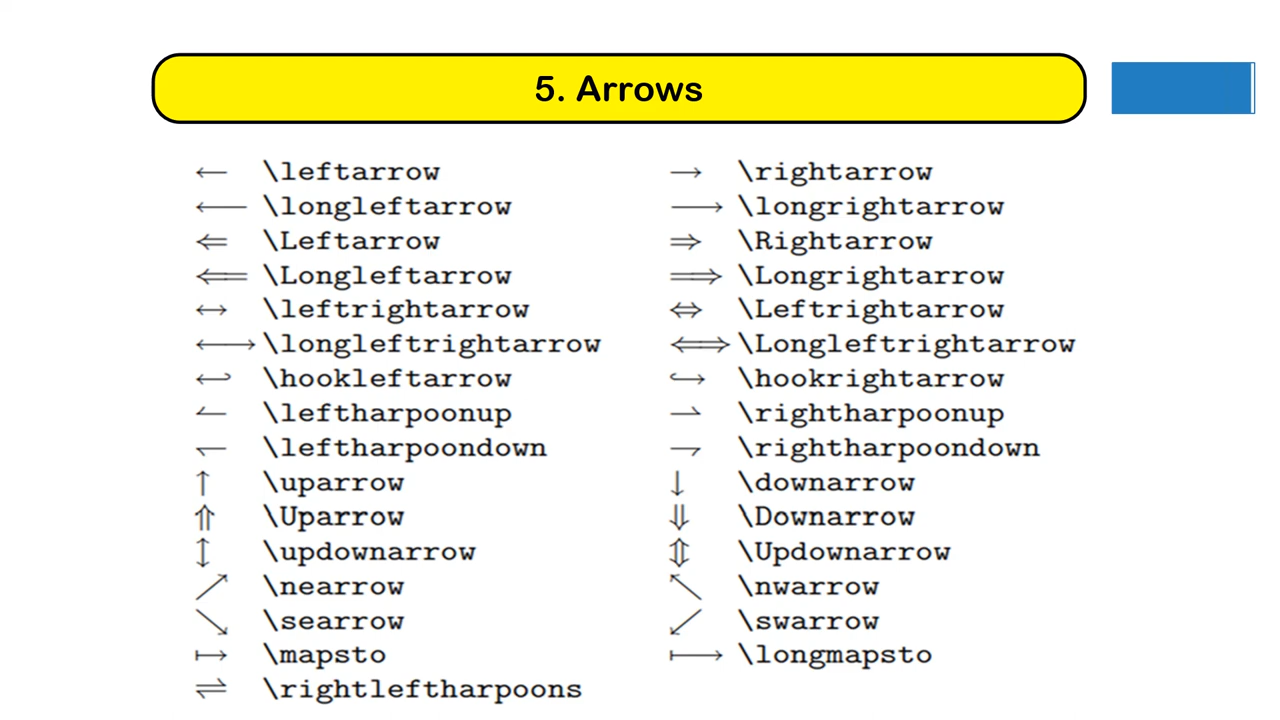 5. Arrows
← \leftarrow → \rightarrow
⟵ \longleftarrow ⟶ \longrightarrow
⇐ \Leftarrow ⇒ \Rightarrow
⟸ \Longleftarrow ⟹ \Longrightarrow
↔ \leftrightarrow ⇔ \Leftrightarrow
⟷ \longleftrightarrow ⟺ \Longleftrightarrow
↩ \hookleftarrow ↪ \hookrightarrow
↼ \leftharpoonup ⇀ \rightharpoonup
↽ \leftharpoondown ⇁ \rightharpoondown
↑ \uparrow ↓ \downarrow
⇑ \Uparrow ⇓ \Downarrow
↕ \updownarrow ⇕ \Updownarrow
↗ \nearrow ↖ \nwarrow
↘ \searrow ↙ \swarrow
↦ \mapsto ⟼ \longmapsto
⇌ \rightleftharpoons